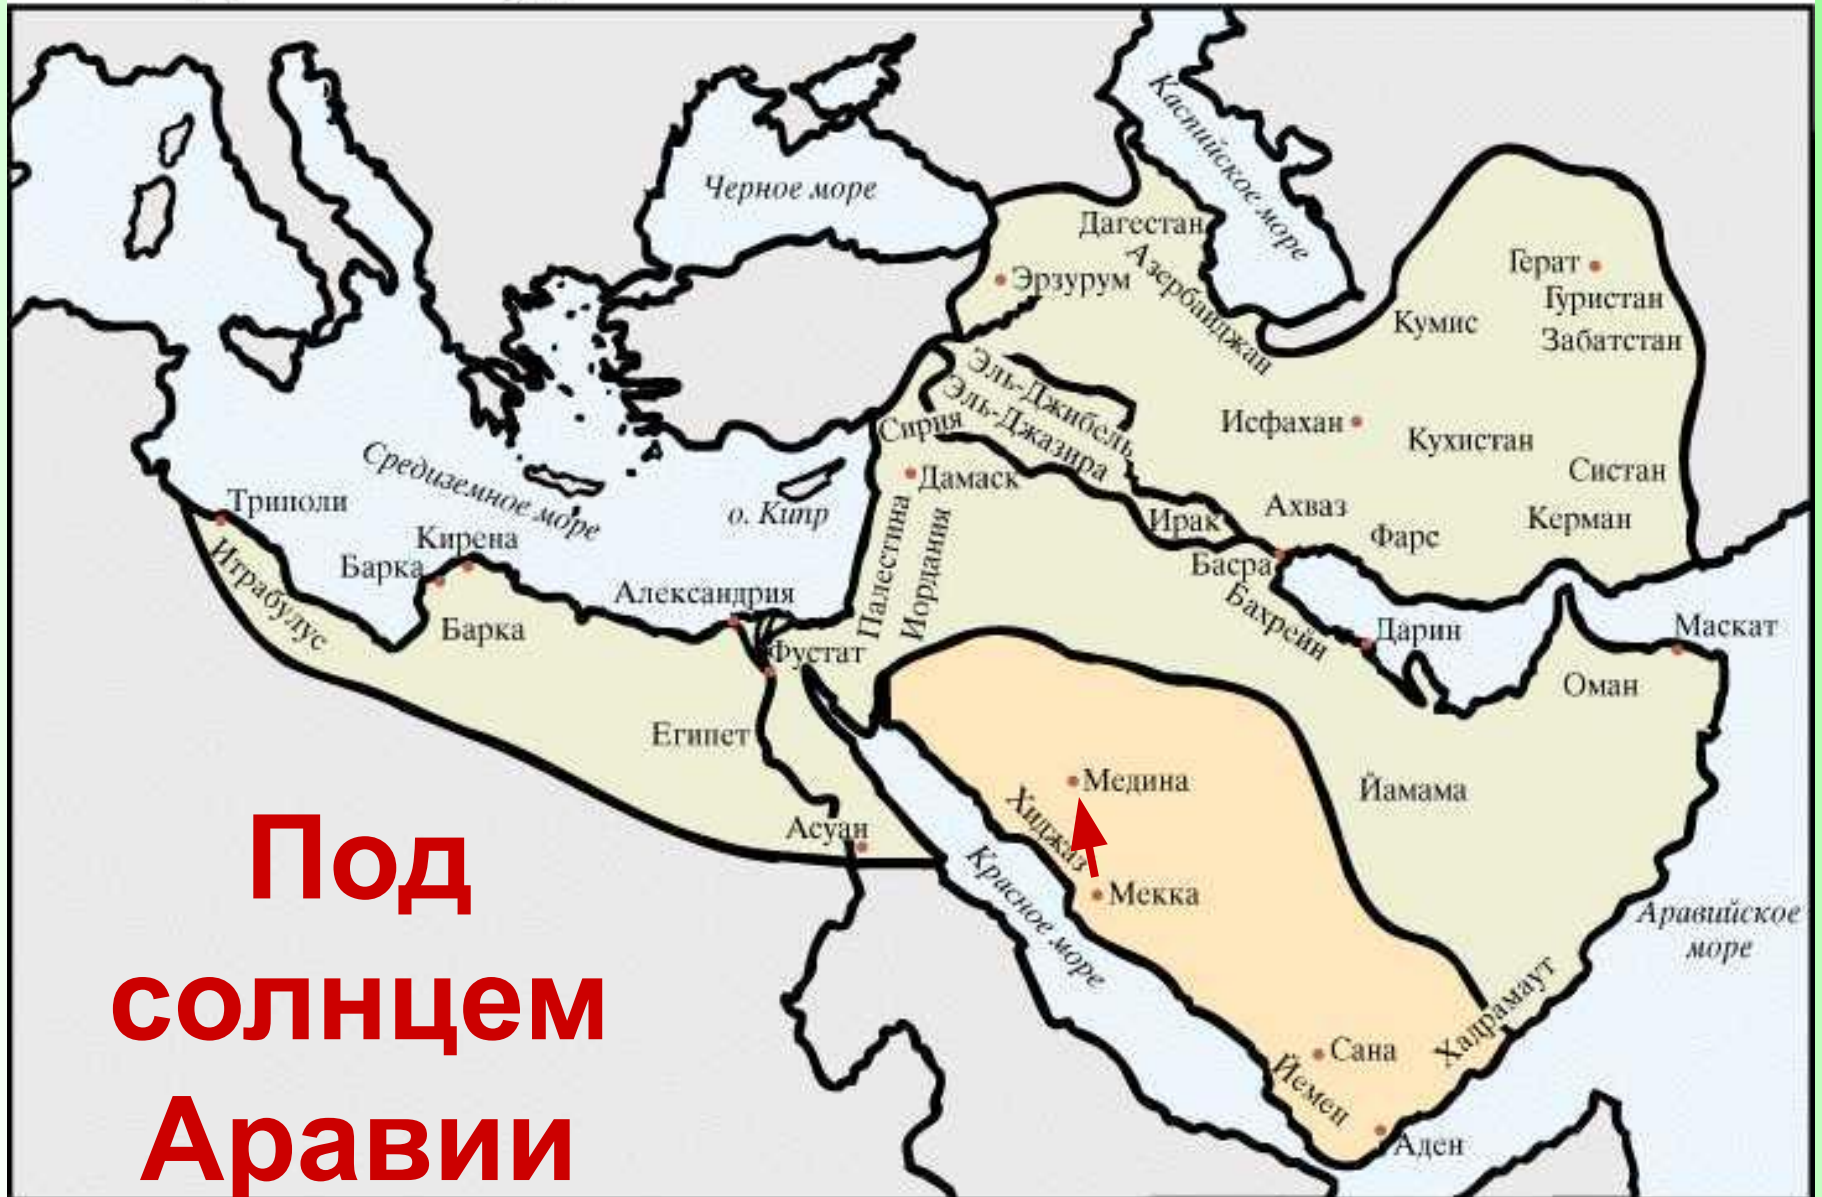 Черное море
Каспийское море
Дагестан
Азербайджан
Эрзурум
Герат
Гуристан
Забатстан
Кумис
Эль-Джибель
Эль-Джазира
Сирия
Исфахан
Кухистан
Систан
Средиземное море
Дамаск
о. Кипр
Триполи
Кирена
Барка
Ирак
Ахваз
Фарс
Керман
Басра
Итрабулус
Барка
Александрия
Палестина
Иордания
Бахрейн
Дарин
Маскат
Фустат
Оман
Египет
Медина
Йамама
Хиджаз
Асуан
Мекка
Красное море
Аравийское
море
Хадрамаут
Сана
Йемен
Аден
Под
солнцем
Аравии